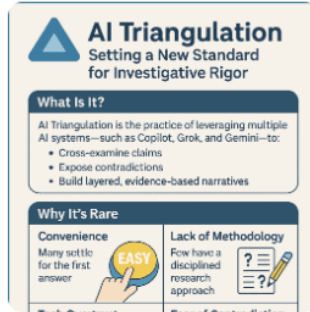 AI Triangulation
Setting a New Standard
for Investigative Rigor
What Is It?
AI Triangulation is the practice of leveraging multiple
AI systems—such as Copilot, Grok, and Gemini—to:
• Cross-examine claims
• Expose contradictions
• Build layered, evidence-based narratives
Why It's Rare
Convenience
Many settle
for the first
answer
EASY
Lack of Methodology
Few have a
disciplined
research
approach